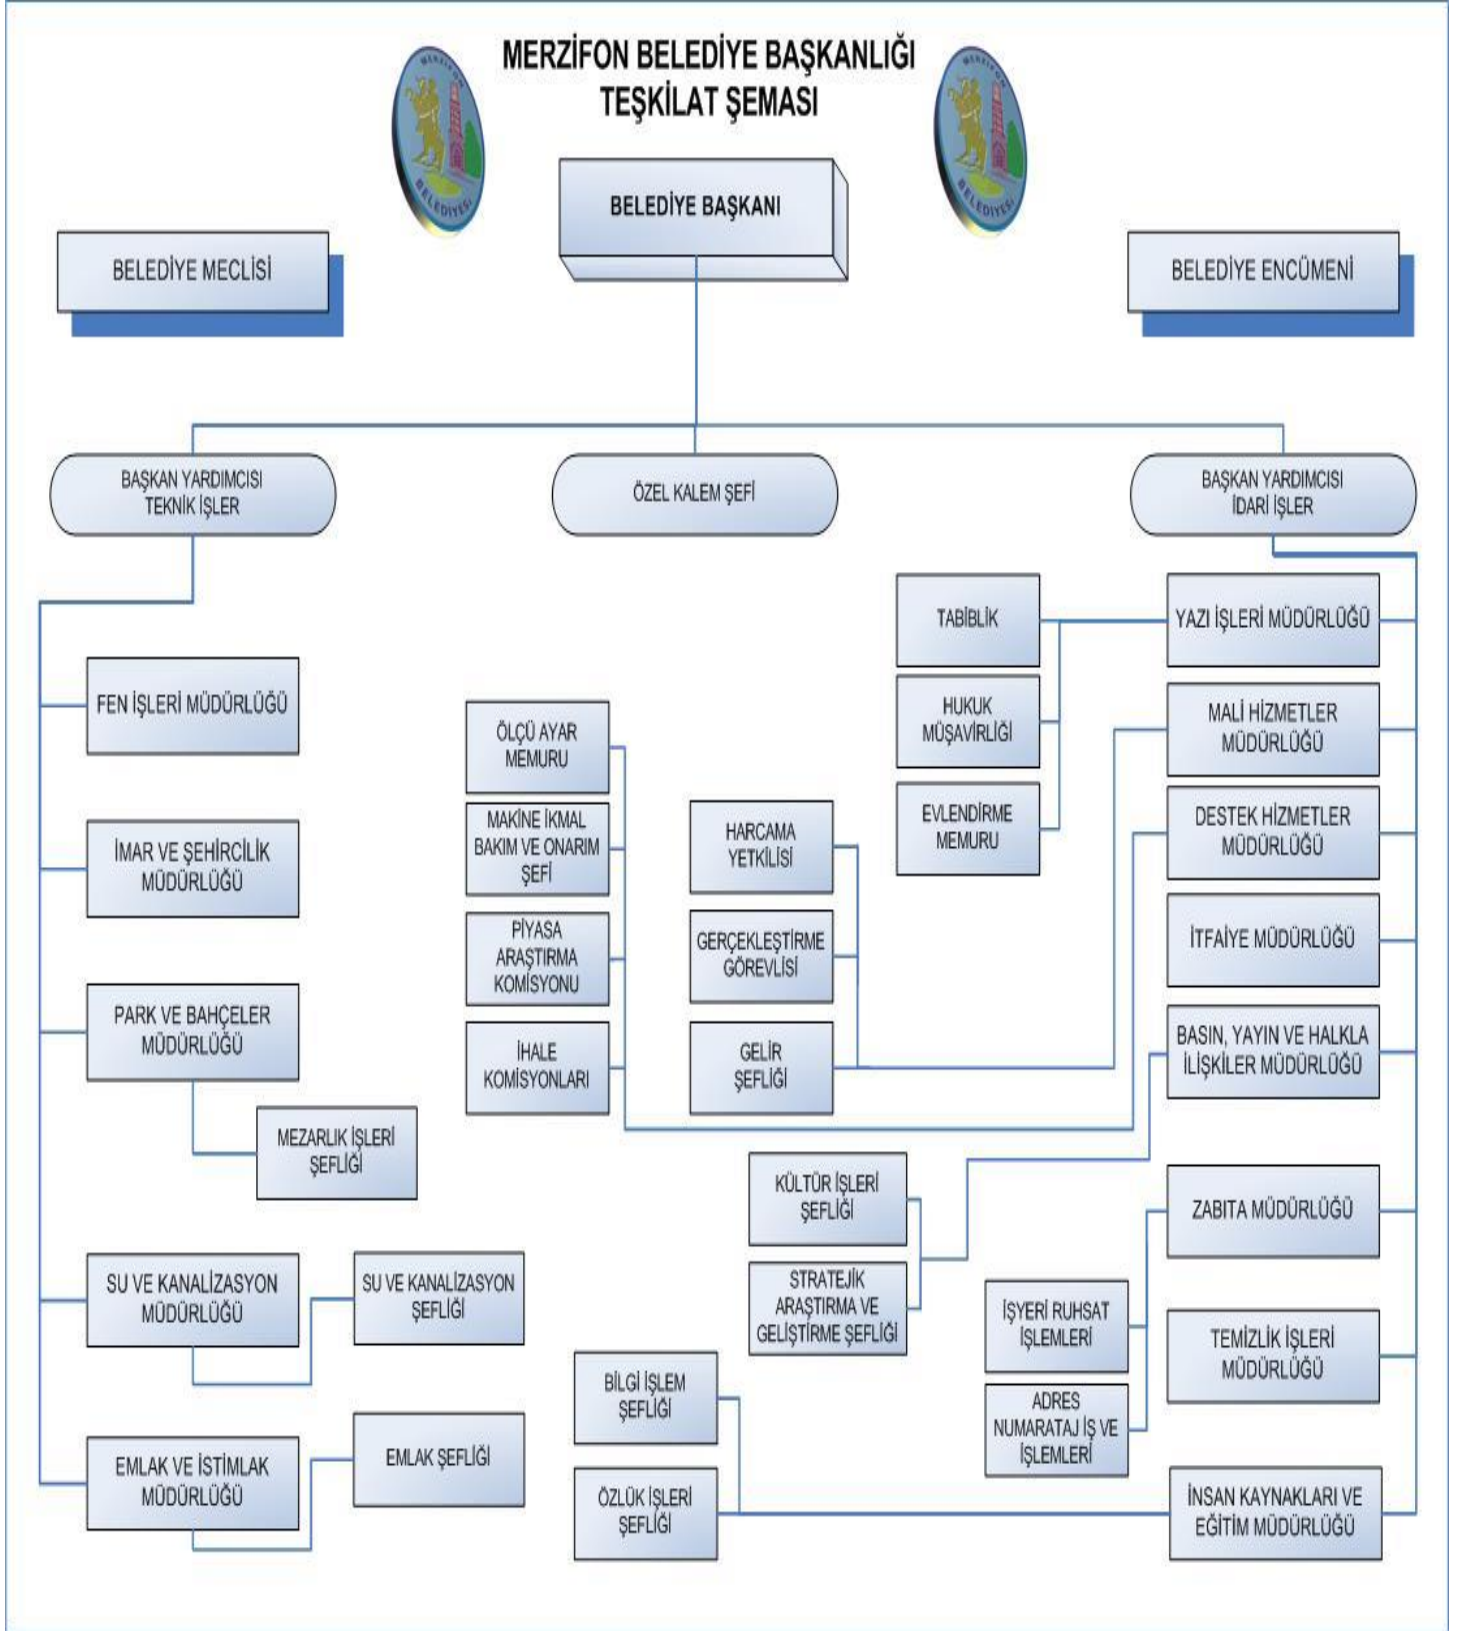 MERZİFON BELEDİYE BAŞKANLIĞI
TEŞKİLAT ŞEMASI
MERZİFON
BELEDİYESİ
MERZİFON
BELEDİYESİ
BELEDİYE BAŞKANI
BELEDİYE MECLİSİ
BELEDİYE ENCÜMENİ
BAŞKAN YARDIMCISI
TEKNİK İŞLER
ÖZEL KALEM ŞEFİ
BAŞKAN YARDIMCISI
İDARİ İŞLER
FEN İŞLERİ MÜDÜRLÜĞÜ
İMAR VE ŞEHİRCİLİK
MÜDÜRLÜĞÜ
PARK VE BAHÇELER
MÜDÜRLÜĞÜ
MEZARLIK İŞLERİ
ŞEFLİĞİ
SU VE KANALİZASYON
MÜDÜRLÜĞÜ
SU VE KANALİZASYON
ŞEFLİĞİ
EMLAK VE İSTİMLAK
MÜDÜRLÜĞÜ
EMLAK ŞEFLİĞİ
ÖLÇÜ AYAR
MEMURU
MAKİNE İKMAL
BAKIM VE ONARIM
ŞEFİ
PİYASA
ARAŞTIRMA
KOMİSYONU
İHALE
KOMİSYONLARI
HARCAMA
YETKİLİSİ
GERÇEKLEŞTİRME
GÖREVLİSİ
GELİR
ŞEFLİĞİ
TABİBLİK
HUKUK
MÜŞAVİRLİĞİ
EVLENDİRME
MEMURU
KÜLTÜR İŞLERİ
ŞEFLİĞİ
STRATEJİK
ARAŞTIRMA VE
GELİŞTİRME ŞEFLİĞİ
BİLGİ İŞLEM
ŞEFLİĞİ
ÖZLÜK İŞLERİ
ŞEFLİĞİ
İŞYERİ RUHSAT
İŞLEMLERİ
ADRES
NUMARATAJ İŞ VE
İŞLEMLERİ
YAZI İŞLERİ MÜDÜRLÜĞÜ
MALİ HİZMETLER
MÜDÜRLÜĞÜ
DESTEK HİZMETLER
MÜDÜRLÜĞÜ
İTFAİYE MÜDÜRLÜĞÜ
BASIN, YAYIN VE HALKLA
İLİŞKİLER MÜDÜRLÜĞÜ
ZABITA MÜDÜRLÜĞÜ
TEMİZLİK İŞLERİ
MÜDÜRLÜĞÜ
İNSAN KAYNAKLARI VE
EĞİTİM MÜDÜRLÜĞÜ